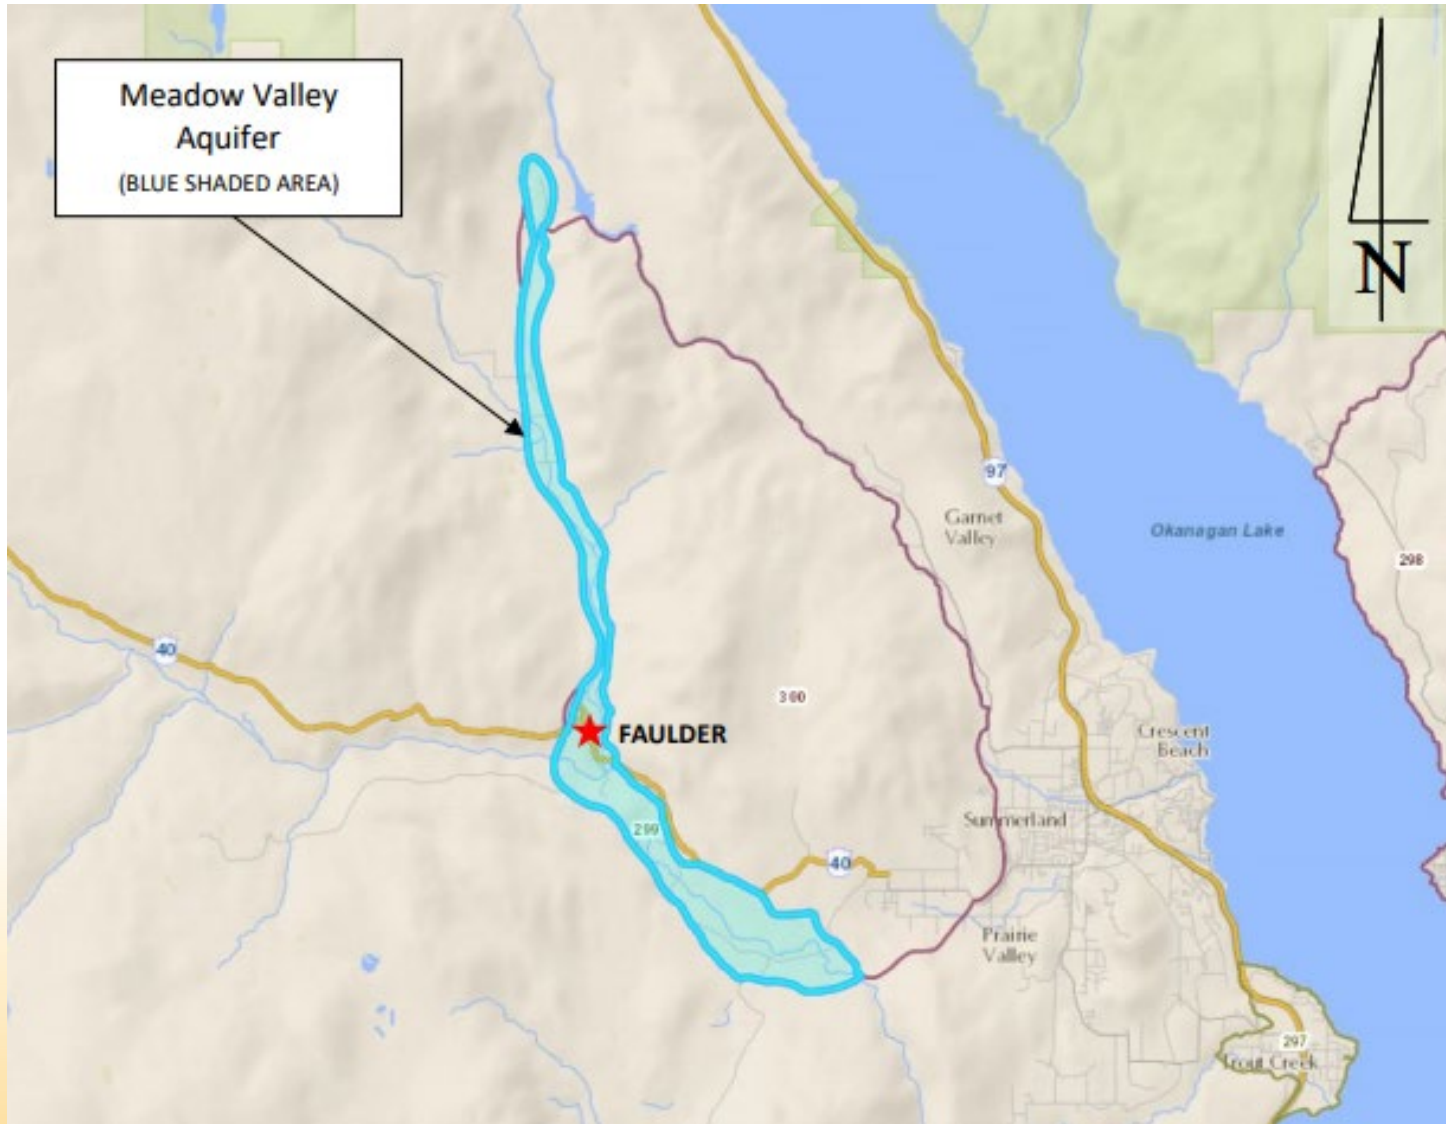 Meadow Valley
Aquifer
(BLUE SHADED AREA)
N
97
Garnet
Valley
Okanagan Lake
298
40
300
FAULDER
Crescent
Beach
Summerland
299
40
Prairie
Valley
297
Trout Creek